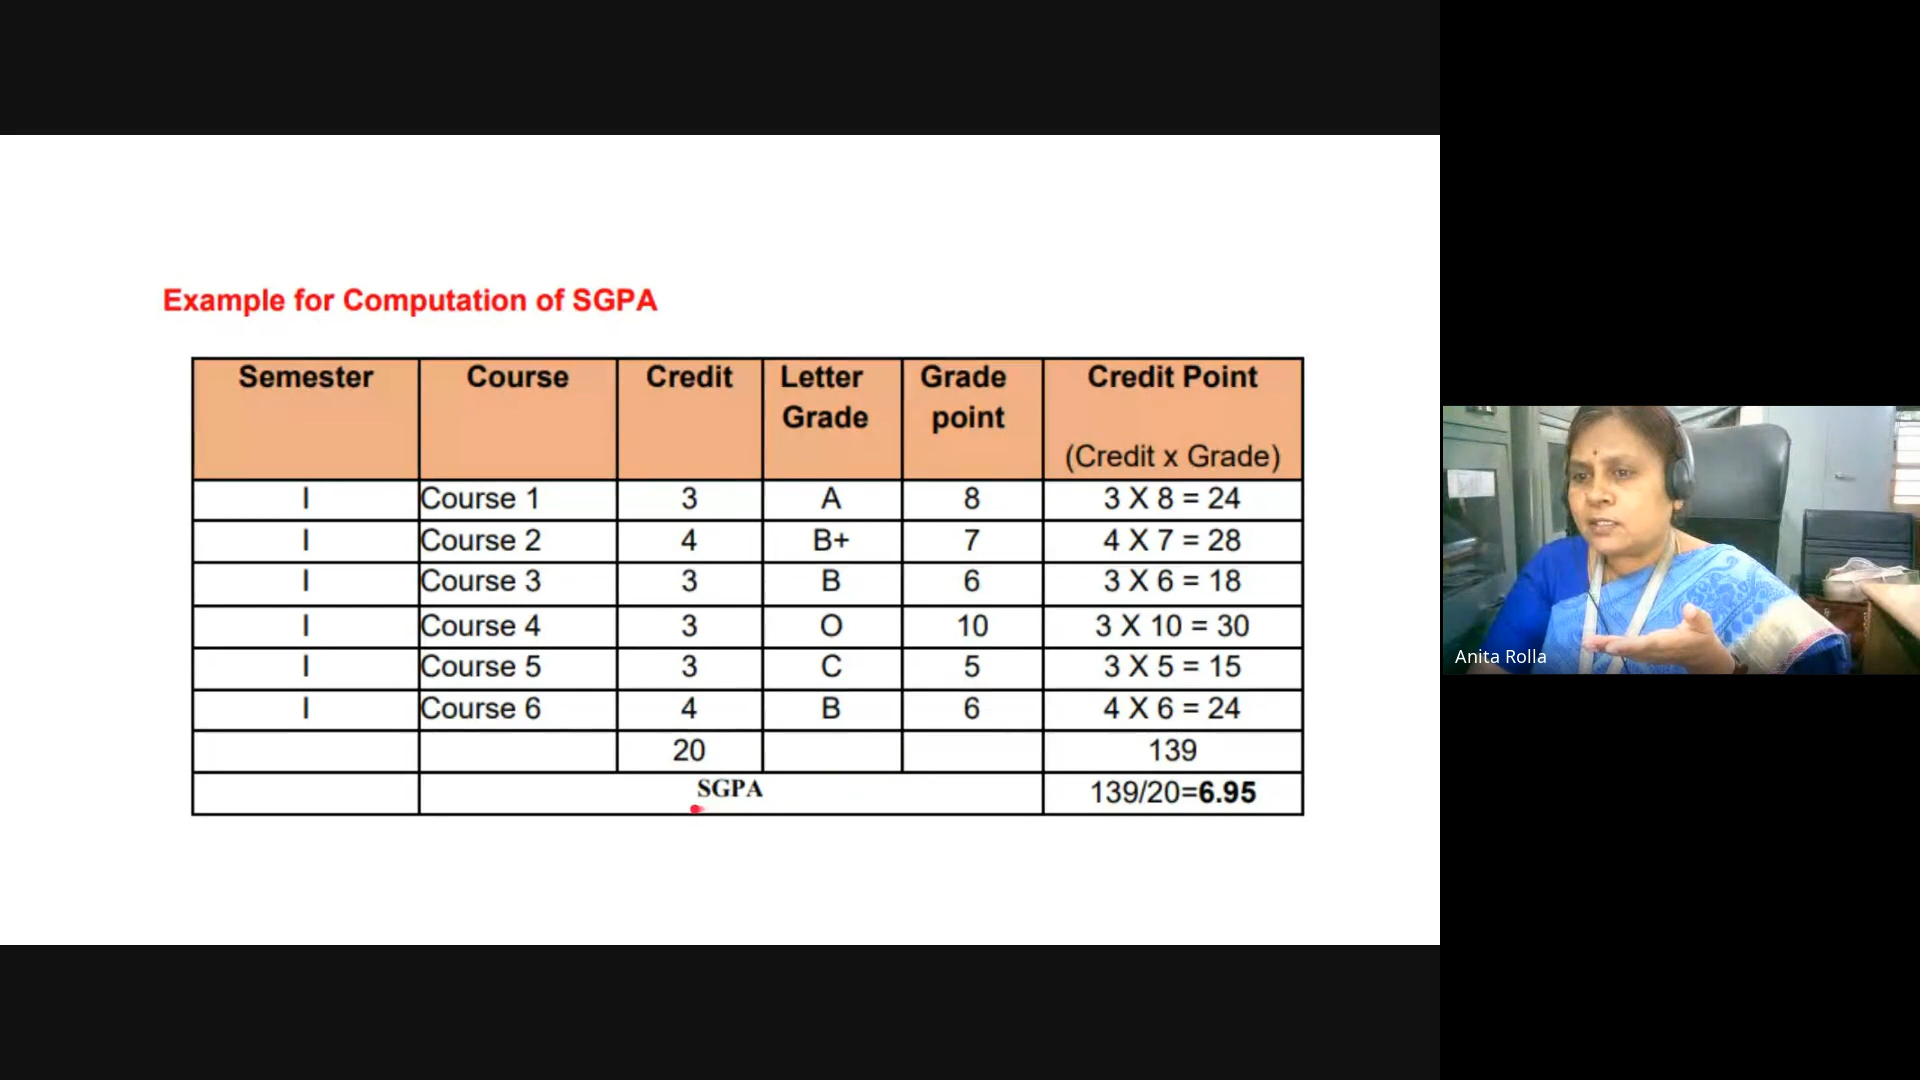 Example for Computation of SGPA
Semester Course Credit Letter Grade Grade point Credit Point (Credit x Grade)
I Course 1 3 A 8 3 X 8 = 24
I Course 2 4 B+ 7 4 X 7 = 28
I Course 3 3 B 6 3 X 6 = 18
I Course 4 3 O 10 3 X 10 = 30
I Course 5 3 C 5 3 X 5 = 15
I Course 6 4 B 6 4 X 6 = 24
20 139
SGPA 139/20=6.95
Anita Rolla